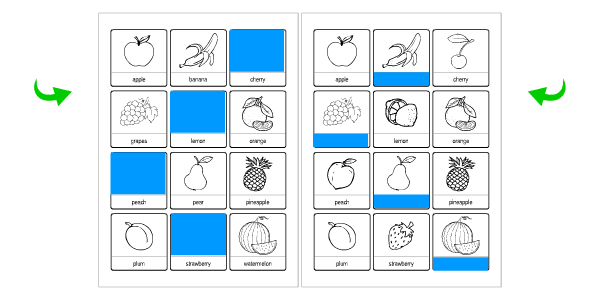 apple banana cherry
grapes lemon orange
peach pear pineapple
plum strawberry watermelon
apple cherry
lemon orange
peach pineapple
plum strawberry